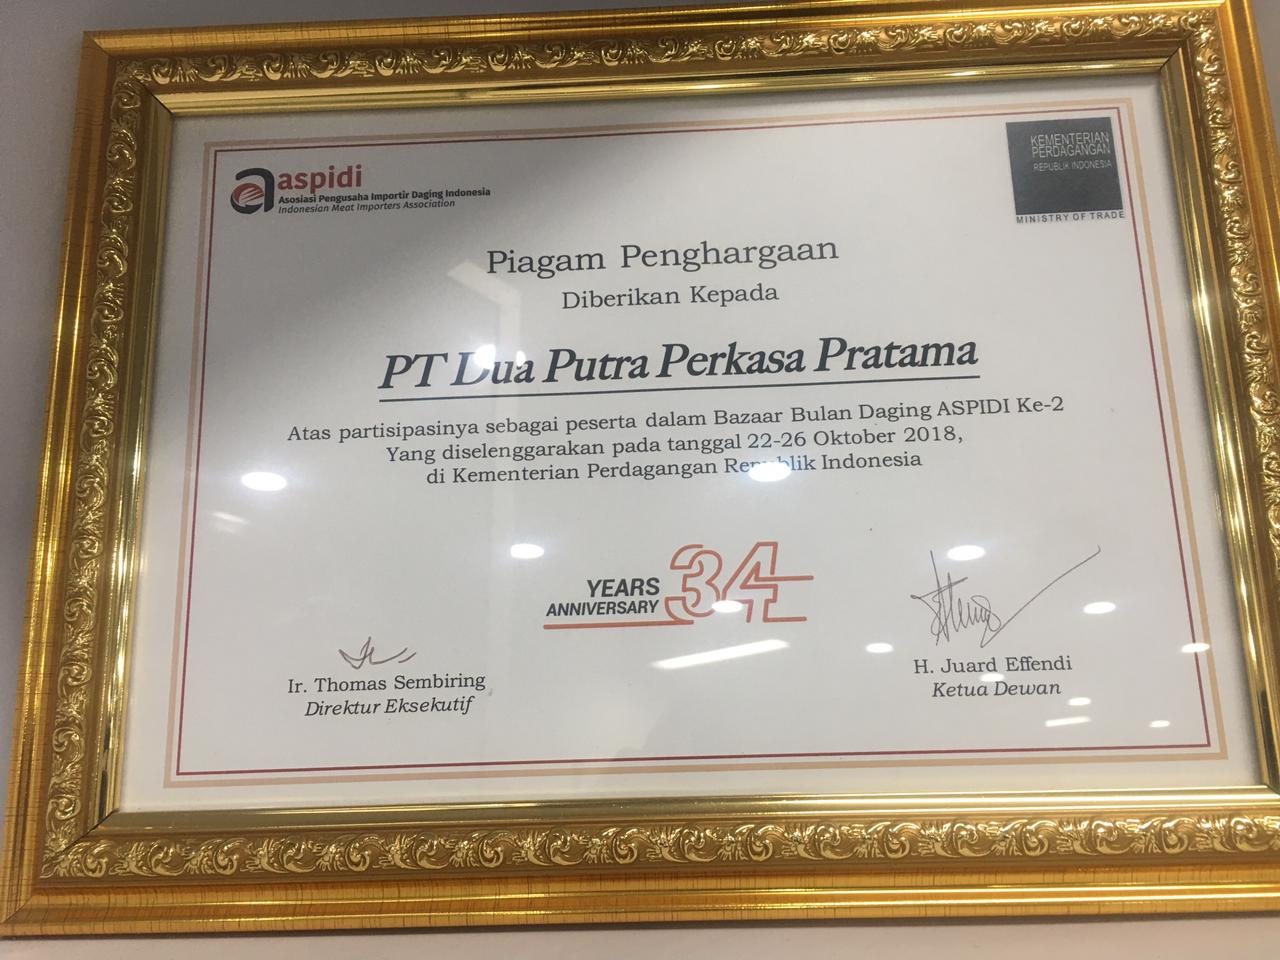 aspidi
Asosiasi Pengusaha Importir Daging Indonesia
Indonesian Meat Importers Association
KEMENTERIAN
PERDAGANGAN
REPUBLIK INDONESIA
MINISTRY OF TRADE
Piagam Penghargaan
Diberikan Kepada
PT Dua Putra Perkasa Pratama
Atas partisipasinya sebagai peserta dalam Bazaar Bulan Daging ASPIDI Ke-2
Yang diselenggarakan pada tanggal 22-26 Oktober 2018,
di Kementerian Perdagangan Republik Indonesia
YEARS
ANNIVERSARY
34
Ir. Thomas Sembiring
Direktur Eksekutif
H. Juard Effendi
Ketua Dewan